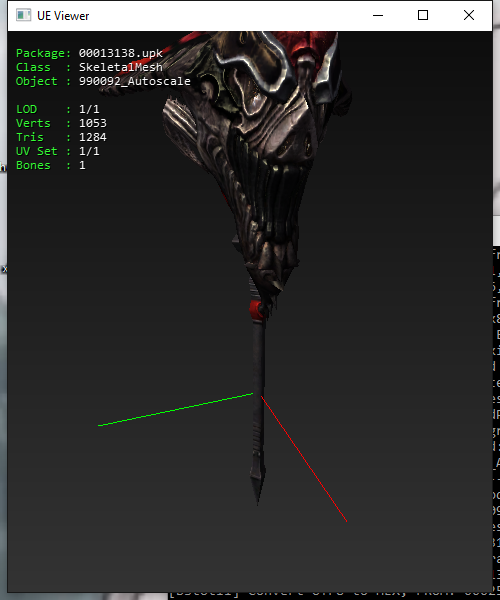 UE Viewer
Package: 00013138.upk
Class : SkeletalMesh
Object : 990092_Autoscale
LOD : 1/1
Verts : 1053
Tris : 1284
UV Set : 1/1
Bones : 1